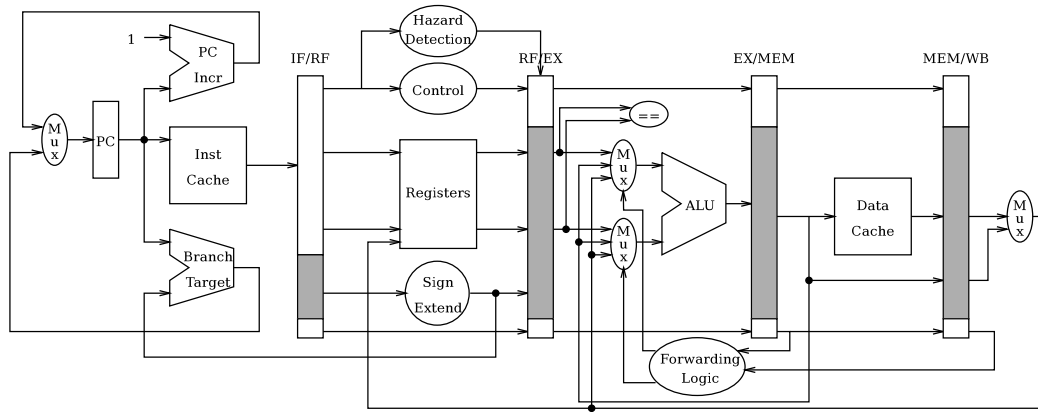 Hazard
Detection
IF/RF
RF/EX
EX/MEM
MEM/WB
1
PC
Incr
Control
==
M
u
x
PC
Inst
Cache
Registers
M
u
x
ALU
Data
Cache
M
u
x
M
u
x
Branch
Target
Sign
Extend
Forwarding
Logic